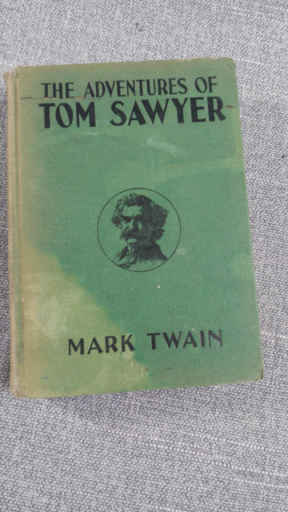 THE ADVENTURES OF
TOM SAWYER
MARK TWAIN